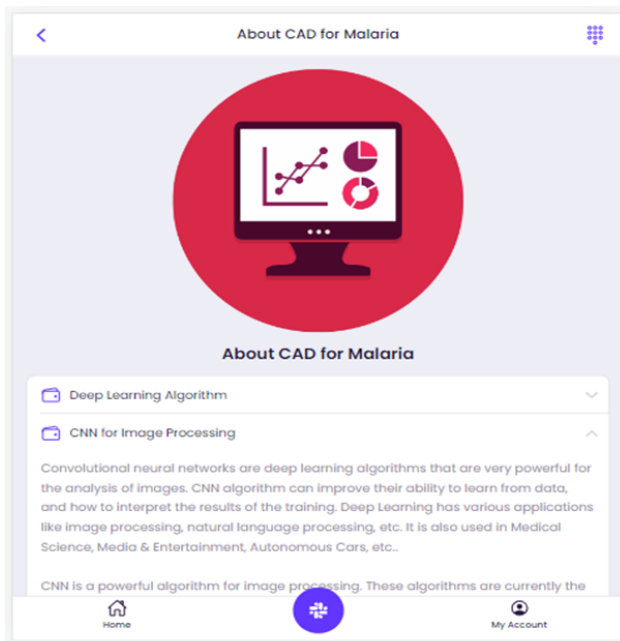 About CAD for Malaria
About CAD for Malaria
Deep Learning Algorithm
CNN for Image Processing
Convolutional neural networks are deep learning algorithms that are very powerful for
the analysis of images. CNN algorithm can improve their ability to learn from data,
and how to interpret the results of the training. Deep Learning has various applications
like image processing, natural language processing, etc. It is also used in Medical
Science, Media & Entertainment, Autonomous Cars, etc..
CNN is a powerful algorithm for image processing. These algorithms are currently the
Home
My Account